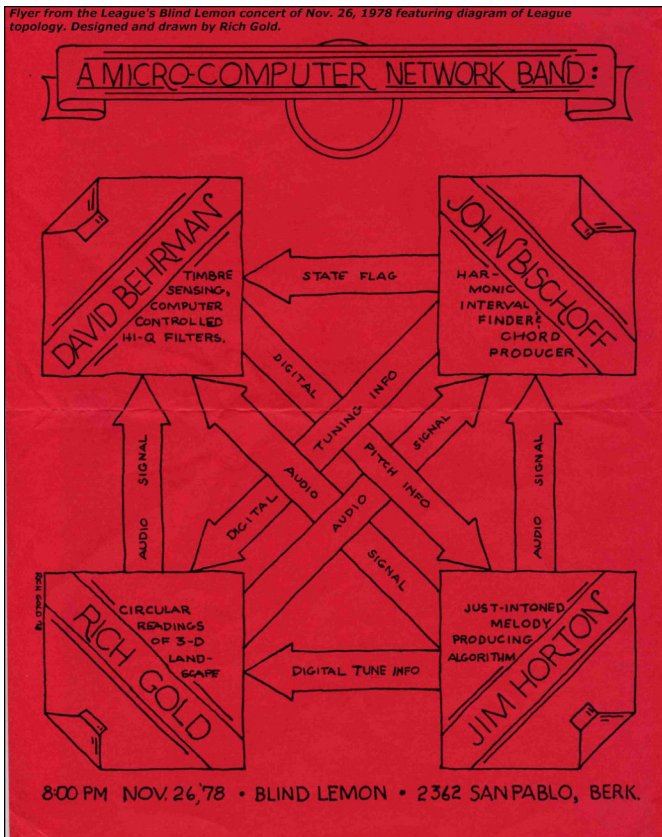 Flyer from the League's Blind Lemon concert of Nov. 26, 1978 featuring diagram of League
topology. Designed and drawn by Rich Gold.
A MICRO-COMPUTER NETWORK BAND:
DAVID BEHRMAN
TIMBRE
SENSING,
COMPUTER
CONTROLLED
HI-Q FILTERS.
STATE FLAG
JOHN BISCHOFF
HAR-
MONIC
INTERVAL
FINDER &
CHORD
PRODUCER
DIGITAL PITCH INFO
DIGITAL TUNING INFO
AUDIO SIGNAL
AUDIO SIGNAL
AUDIO SIGNAL
AUDIO SIGNAL
RICH GOLD '78
RICH GOLD
CIRCULAR
READINGS
OF 3-D
LAND-
SCAPE
DIGITAL TUNE INFO
JIM HORTON
JUST-INTONED
MELODY
PRODUCING
ALGORITHM
8:00 PM NOV. 26,'78 • BLIND LEMON • 2362 SAN PABLO, BERK.